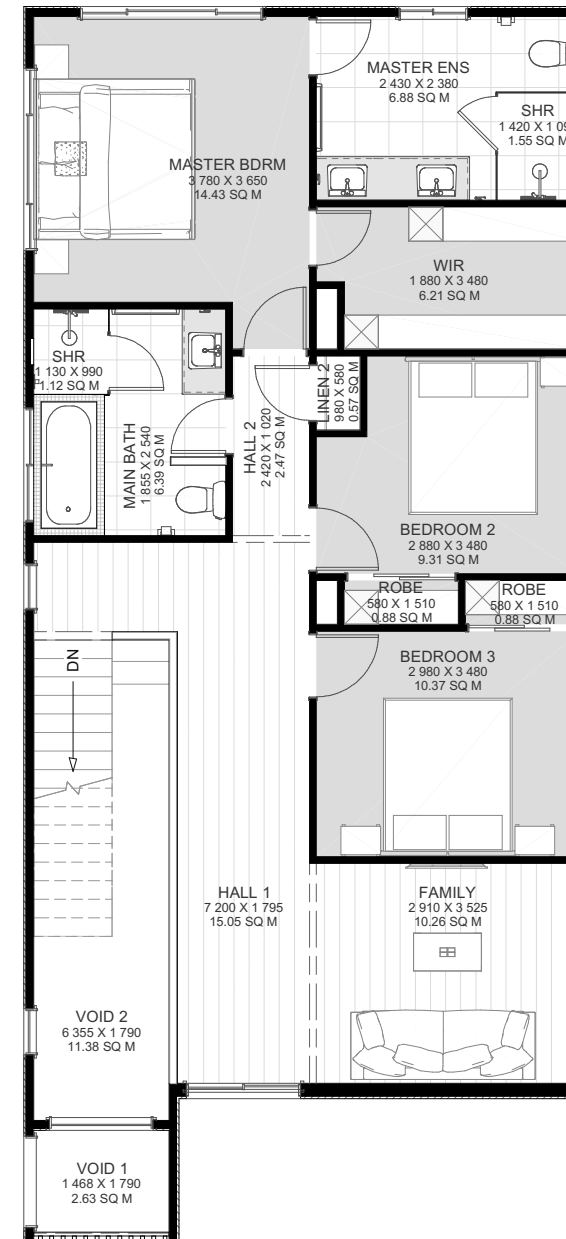 MASTER ENS
2 430 X 2 380
6.88 SQ M
SHR
1 420 X 1 09
1.55 SQ M
MASTER BDRM
3 780 X 3 650
14.43 SQ M
WIR
1 880 X 3 480
6.21 SQ M
SHR
1 130 X 990
1.12 SQ M
MAIN BATH
1 855 X 2 540
6.39 SQ M
HALL 2
2 420 X 1 020
2.47 SQ M
LINEN 2
980 X 580
0.57 SQ M
BEDROOM 2
2 880 X 3 480
9.31 SQ M
ROBE
580 X 1 510
0.88 SQ M
ROBE
580 X 1 510
0.88 SQ M
DN
BEDROOM 3
2 980 X 3 480
10.37 SQ M
HALL 1
7 200 X 1 795
15.05 SQ M
FAMILY
2 910 X 3 525
10.26 SQ M
VOID 2
6 355 X 1 790
11.38 SQ M
VOID 1
1 468 X 1 790
2.63 SQ M